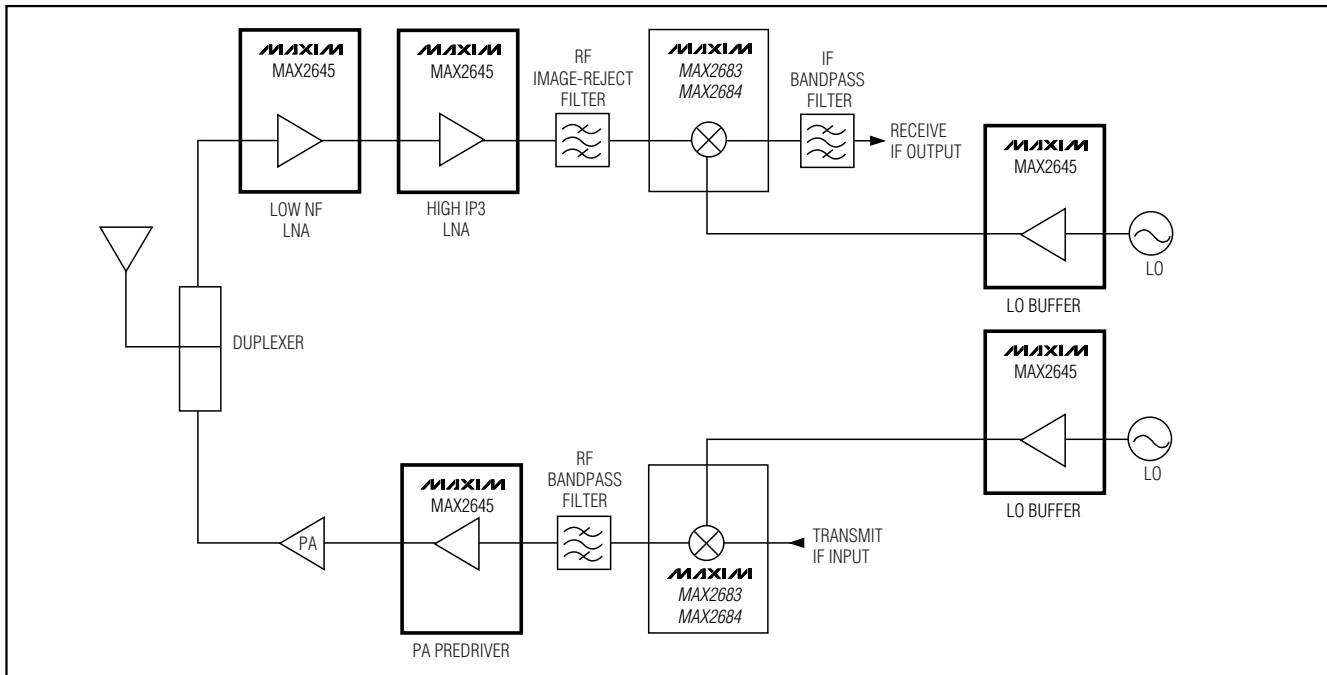 MAXIM
MAX2645
LOW NF
LNA
MAXIM
MAX2645
HIGH IP3
LNA
RF
IMAGE-REJECT
FILTER
MAXIM
MAX2683
MAX2684
IF
BANDPASS
FILTER
RECEIVE
IF OUTPUT
MAXIM
MAX2645
LO BUFFER
LO
DUPLEXER
MAXIM
MAX2645
LO BUFFER
LO
PA
MAXIM
MAX2645
PA PREDRIVER
RF
BANDPASS
FILTER
TRANSMIT
IF INPUT
MAXIM
MAX2683
MAX2684